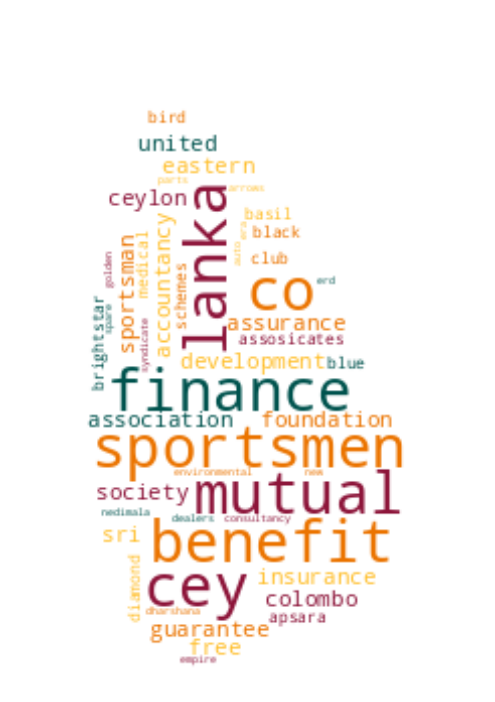 bird
united
eastern
parts
arrows
ceylon
lanka
basil
black
accountancy
medical
sportsman
golden
auto
era
club
schemes
co
erd
brightstar
spare
syndicate
assurance
assosicates
development
blue
finance
association
foundation
sportsmen
environmental
new
society
mutual
nedimala
dealers
consultancy
sri
benefit
diamond
cey
insurance
colombo
dharshana
apsara
guarantee
free
empire